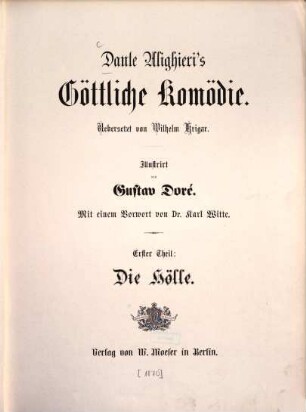 Dante Alighieri's
Göttliche Komödie.
Uebersetzt von Wilhelm Krigar.
Illustrirt
von
Gustav Doré.
Mit einem Vorwort von Dr. Karl Witte.
Erster Theil:
Die Hölle.
Verlag von W. Moeser in Berlin.